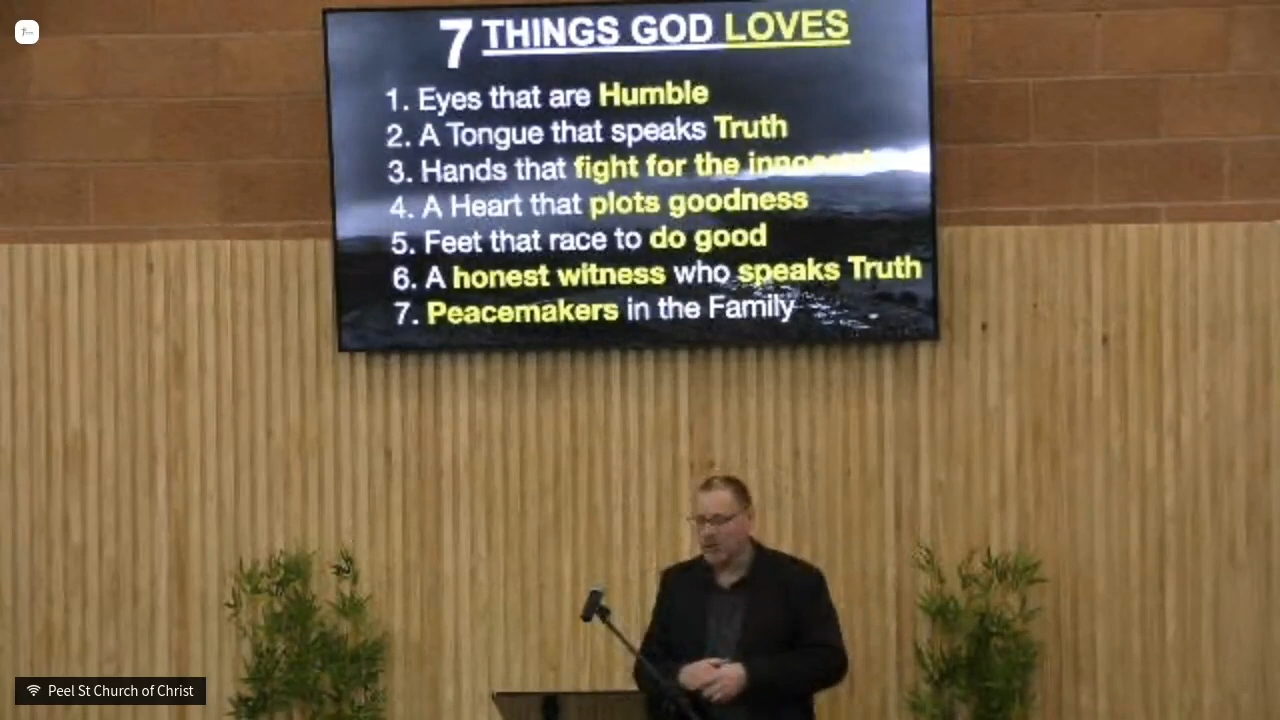 7 THINGS GOD LOVES
1. Eyes that are Humble
2. A Tongue that speaks Truth
3. Hands that fight for the innocent
4. A Heart that plots goodness
5. Feet that race to do good
6. A honest witness who speaks Truth
7. Peacemakers in the Family
Peel St Church of Christ